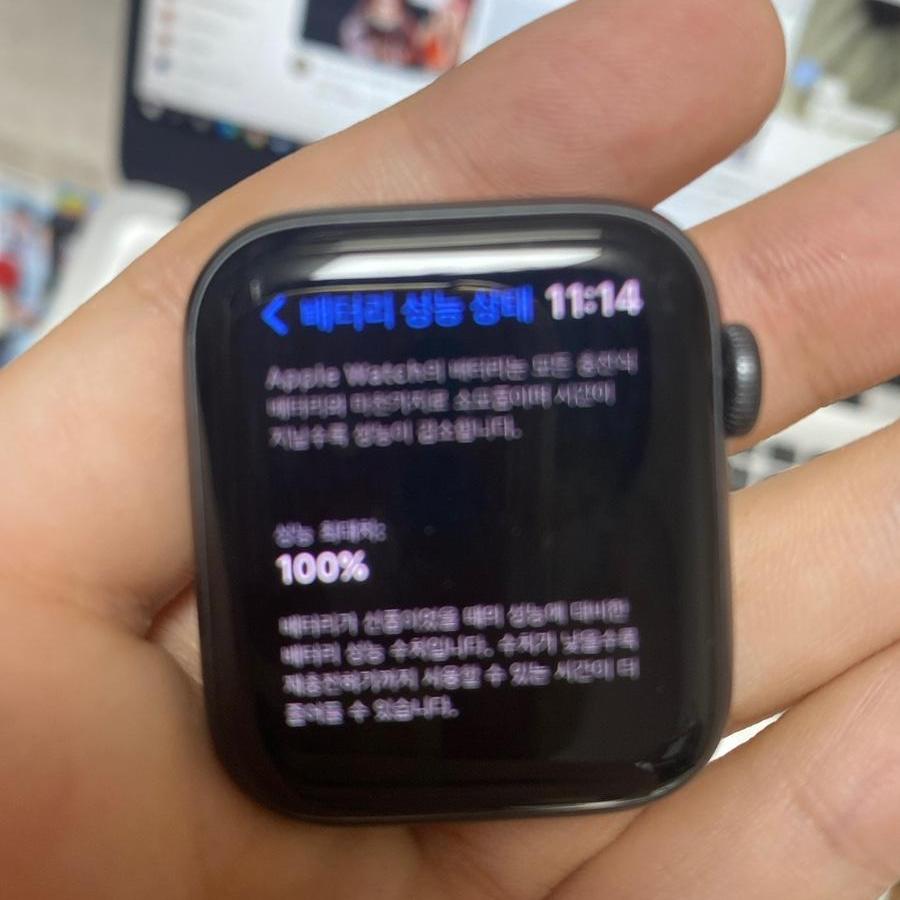 배터리 성능 상태 11:14
Apple Watch의 배터리는 모든 충전식
배터리와 마찬가지로 소모품이며 시간이
지날수록 성능이 감소합니다.
성능 최대치:
100%
배터리가 신품이었을 때의 성능에 대비한
배터리 성능 수치입니다. 수치가 낮을수록
재충전하기까지 사용할 수 있는 시간이 더
줄어들 수 있습니다.